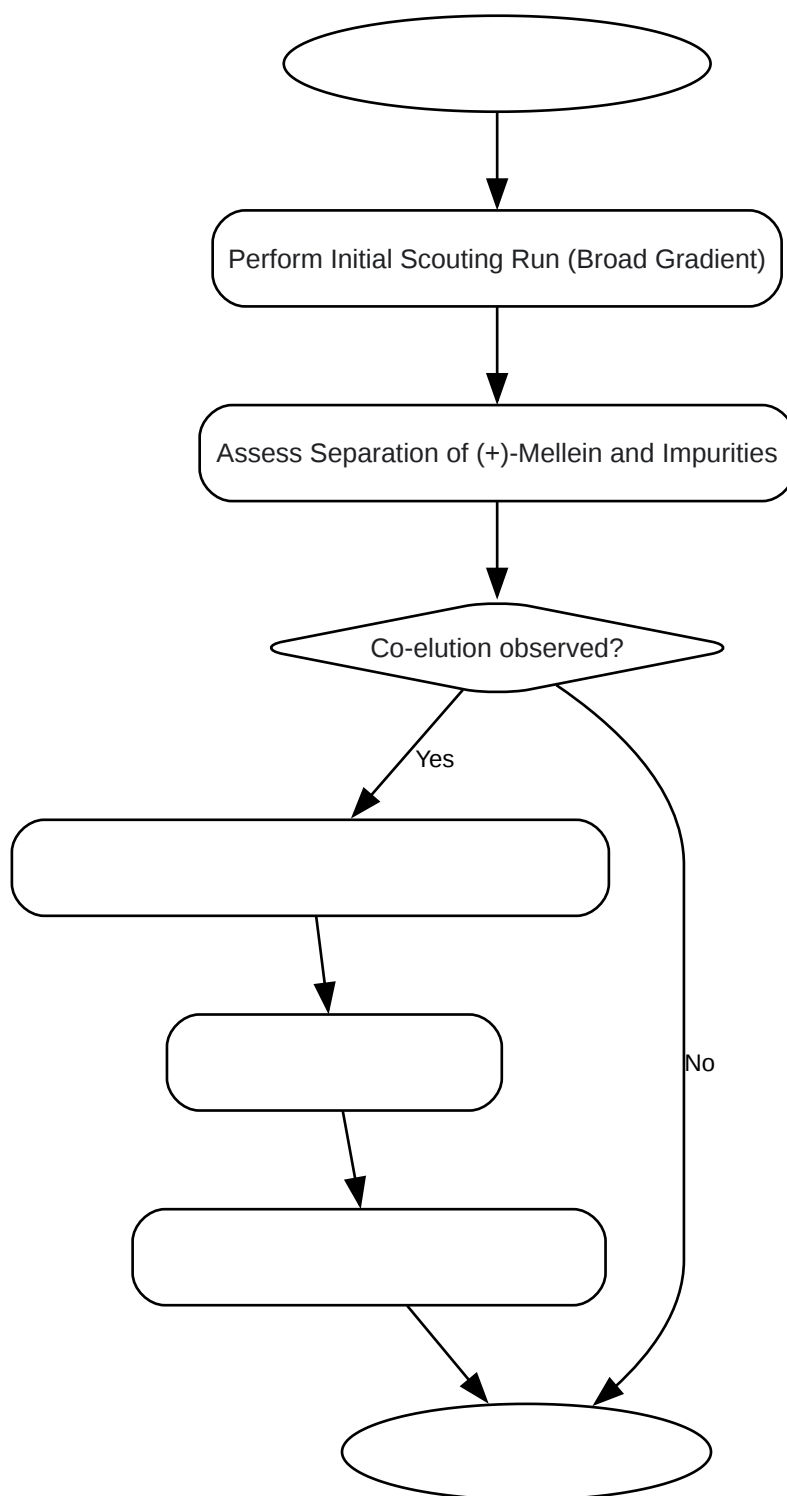 Perform Initial Scouting Run (Broad Gradient)
Assess Separation of (+)-Mellein and Impurities
Co-elution observed?
Yes
No